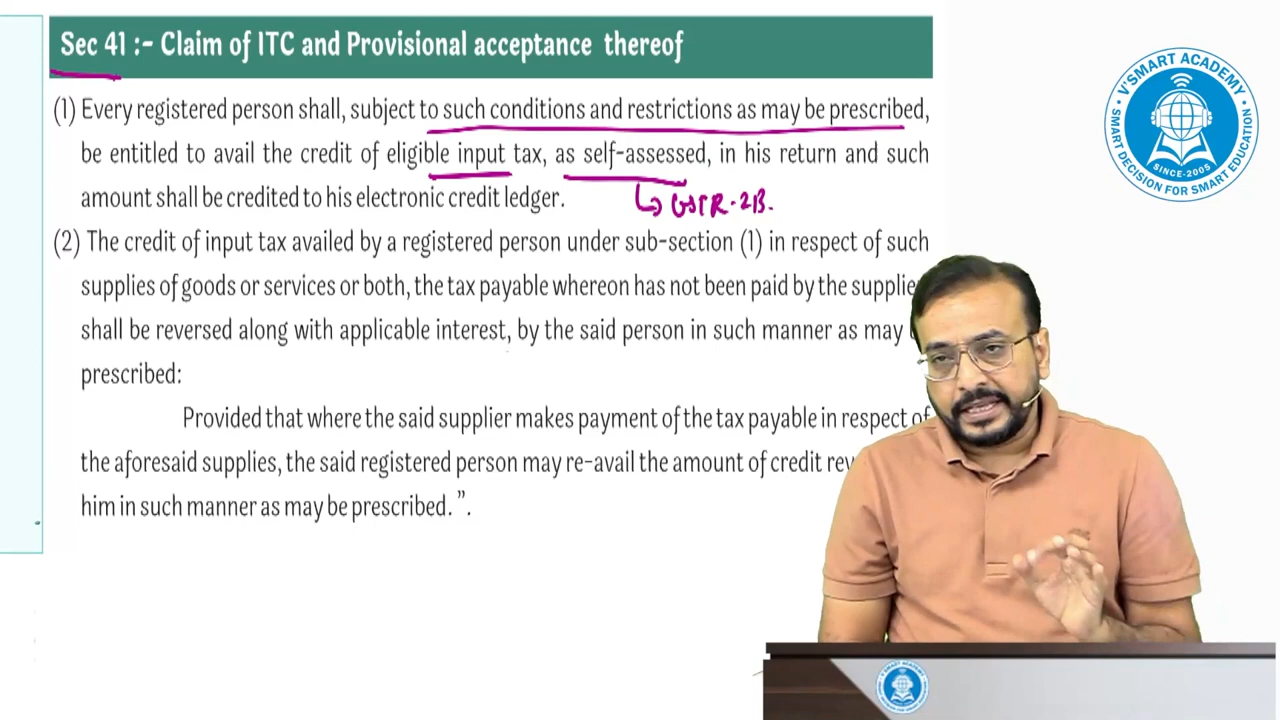 Sec 41 :- Claim of ITC and Provisional acceptance thereof
(1) Every registered person shall, subject to such conditions and restrictions as may be prescribed,
be entitled to avail the credit of eligible input tax, as self-assessed, in his return and such
amount shall be credited to his electronic credit ledger.
GSTR-2B.
(2) The credit of input tax availed by a registered person under sub-section (1) in respect of such
supplies of goods or services or both, the tax payable whereon has not been paid by the
shall be reversed along with applicable interest, by the said person in such manner as may
prescribed:
Provided that where the said supplier makes payment of the tax payable in respect of
the aforesaid supplies, the said registered person may re-avail the amount of credit
him in such manner as may be prescribed. ”.
V'SMART ACADEMY
SINCE-2005
SMART DECISION FOR SMART EDUCATION
V'SMART ACADEMY